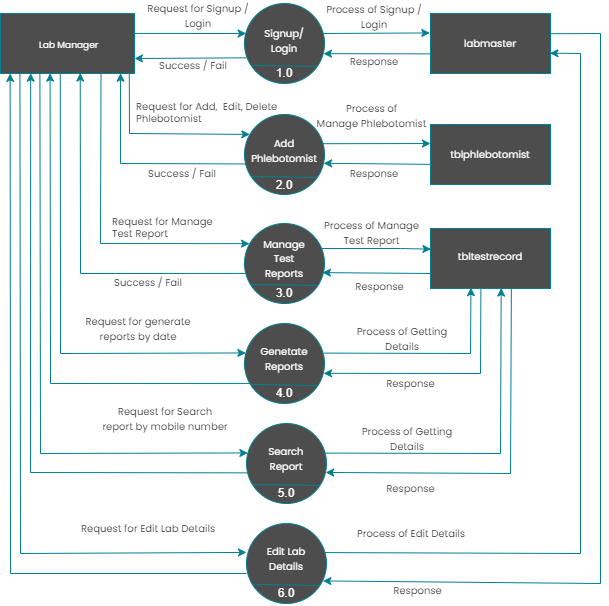 Request for Signup /
Login
Process of Signup /
Login
Lab Manager
Signup/
Login
1.0
labmaster
Success / Fail
Response
Request for Add, Edit, Delete
Phlebotomist
Process of
Manage Phlebotomist
Add
Phlebotomist
2.0
tblphlebotomist
Success / Fail
Response
Request for Manage
Test Report
Process of Manage
Test Report
Manage
Test
Reports
3.0
tbltestrecord
Success / Fail
Response
Request for generate
reports by date
Process of Getting
Details
Genetate
Reports
4.0
Response
Request for Search
report by mobile number
Process of Getting
Details
Search
Report
5.0
Response
Request for Edit Lab Details
Process of Edit Details
Edit Lab
Details
6.0
Response